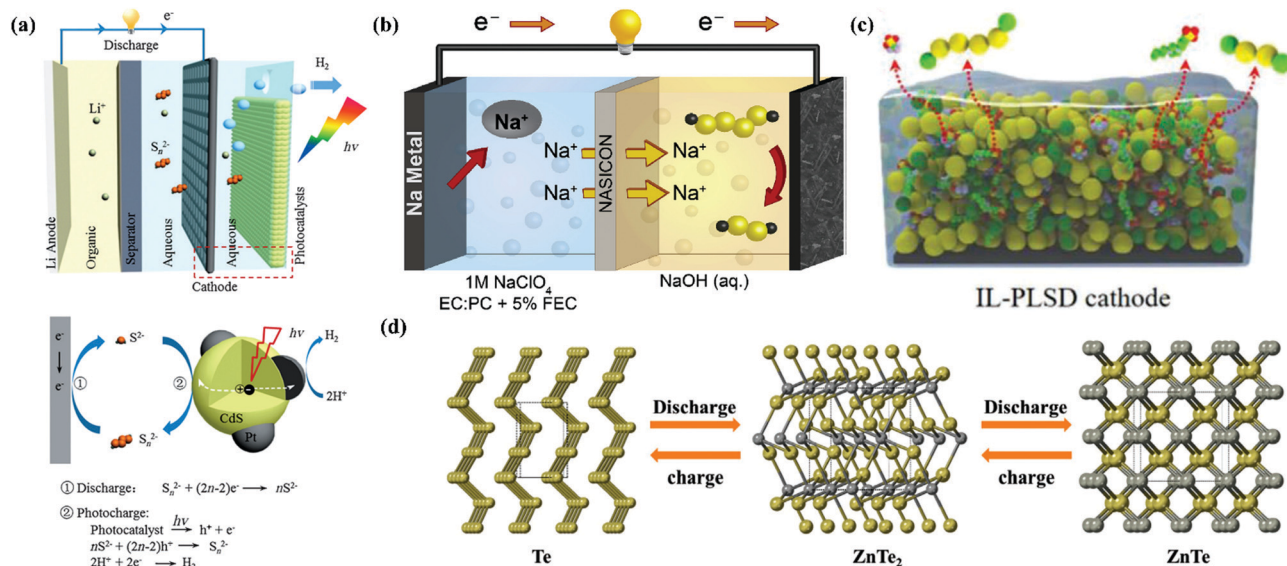 (a)
e⁻
e⁻
Discharge
H₂
Li⁺
Sₙ²⁻
hν
Li Anode
Organic
Separator
Aqueous
Aqueous
Photocatalysts
Cathode
e⁻
e⁻
①
S²⁻
②
Sₙ²⁻
hν
H₂
2H⁺
CdS
Pt
① Discharge: Sₙ²⁻ + (2n-2)e⁻ → nS²⁻
② Photocharge:
hν
Photocatalyst → h⁺ + e⁻
nS²⁻ + (2n-2)h⁺ → Sₙ²⁻
2H⁺ + 2e⁻ → H₂
(b)
e⁻
e⁻
Na Metal
Na⁺
Na⁺
Na⁺
NASICON
Na⁺
Na⁺
1M NaClO₄
EC:PC + 5% FEC
NaOH (aq.)
(c)
IL-PLSD cathode
(d)
Discharge
charge
Discharge
charge
Te
ZnTe₂
ZnTe